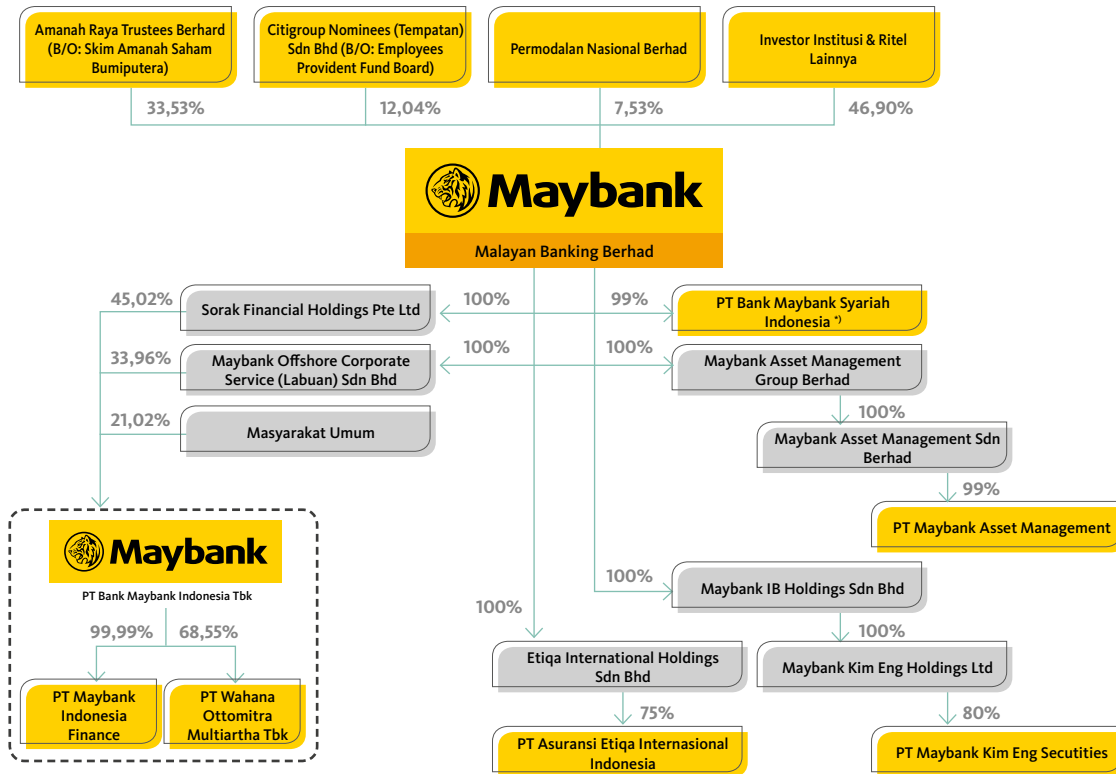 Amanah Raya Trustees Berhard
(B/O: Skim Amanah Saham
Bumiputera)
Citigroup Nominees (Tempatan)
Sdn Bhd (B/O: Employees
Provident Fund Board)
Permodalan Nasional Berhad
Investor Institusi & Ritel
Lainnya
33,53%
12,04%
7,53%
46,90%
Maybank
Malayan Banking Berhad
45,02%
Sorak Financial Holdings Pte Ltd
100%
99%
PT Bank Maybank Syariah
Indonesia *)
33,96%
Maybank Offshore Corporate
Service (Labuan) Sdn Bhd
100%
100%
Maybank Asset Management
Group Berhad
21,02%
Masyarakat Umum
100%
Maybank Asset Management Sdn
Berhad
99%
PT Maybank Asset Management
Maybank
PT Bank Maybank Indonesia Tbk
99,99%
68,55%
PT Maybank
Indonesia
Finance
PT Wahana
Ottomitra
Multiartha Tbk
100%
Maybank IB Holdings Sdn Bhd
100%
Etiqa International Holdings
Sdn Bhd
100%
Maybank Kim Eng Holdings Ltd
75%
PT Asuransi Etiqa Internasional
Indonesia
80%
PT Maybank Kim Eng Secutities